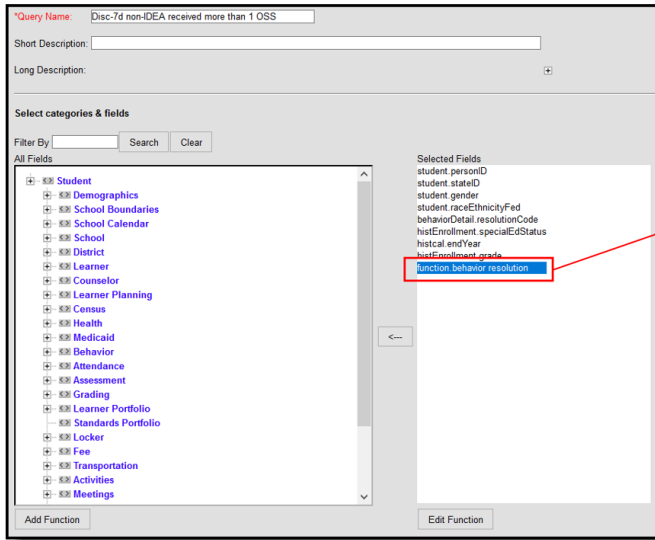 *Query Name: Disc-7d non-IDEA received more than 1 OSS
Short Description:
Long Description:
Select categories & fields
Filter By Search Clear
All Fields
Student
Demographics
School Boundaries
School Calendar
School
District
Learner
Counselor
Learner Planning
Census
Health
Medicaid
Behavior
Attendance
Assessment
Grading
Learner Portfolio
Standards Portfolio
Locker
Fee
Transportation
Activities
Meetings
Add Function
<---
Selected Fields
student.personID
student.stateID
student.gender
student.raceEthnicityFed
behaviorDetail.resolutionCode
histEnrollment.specialEdStatus
histcal.endYear
histEnrollment.grade
function.behavior resolution
Edit Function